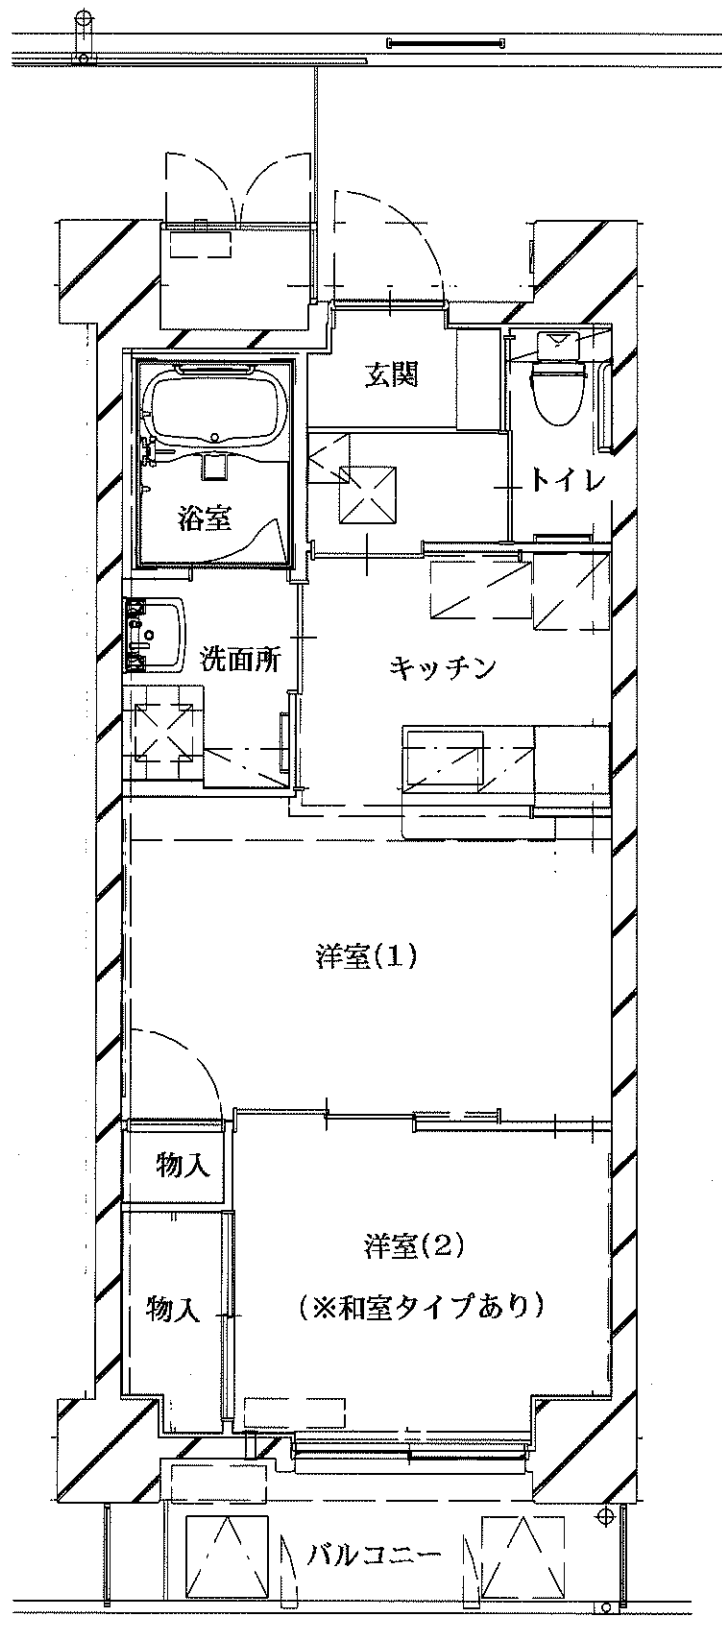 玄関
トイレ
浴室
洗面所
キッチン
洋室(1)
物入
洋室(2)
(※和室タイプあり)
物入
バルコニー